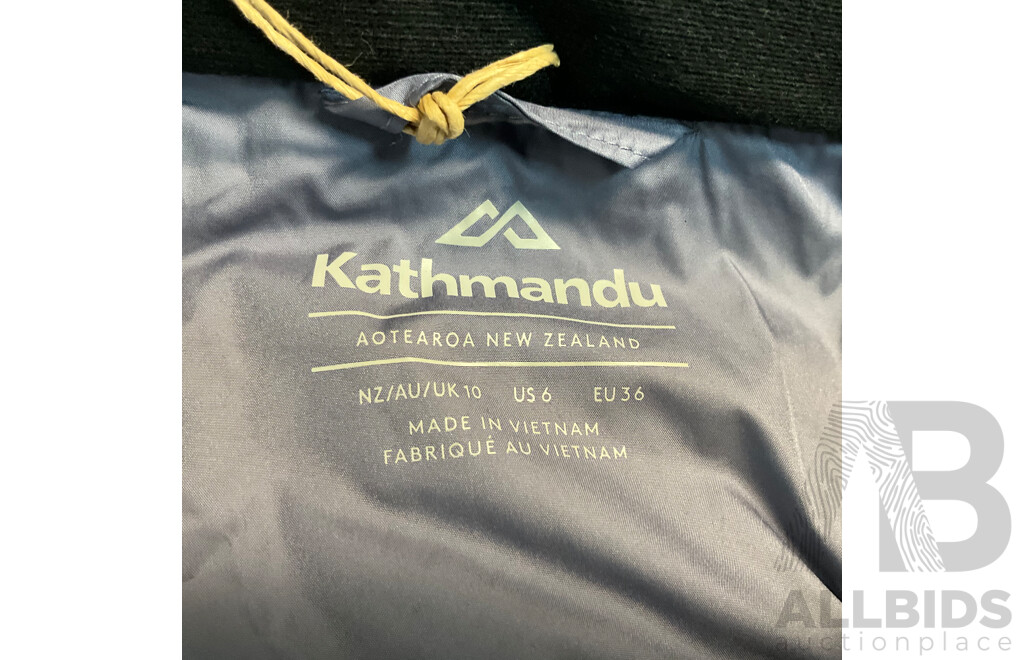 Kathmandu
AOTEAROA NEW ZEALAND
NZ/AU/UK 10 US 6 EU 36
MADE IN VIETNAM
FABRIQUÉ AU VIETNAM
AB
ALLBIDS
auctionplace